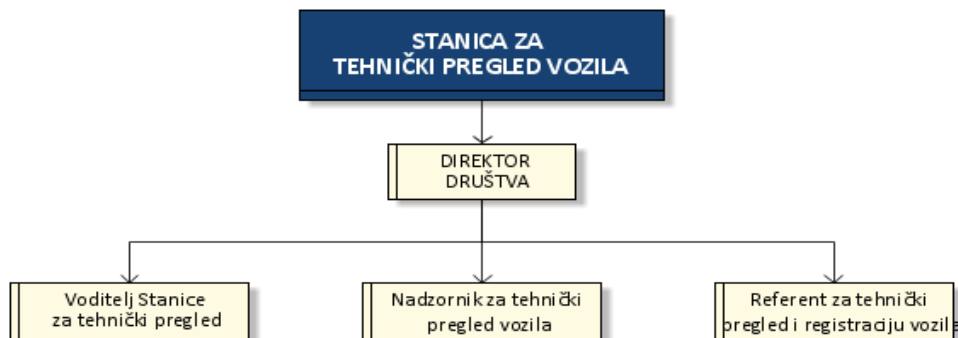 STANICA ZA
TEHNIČKI PREGLED VOZILA
DIREKTOR
DRUŠTVA
Voditelj Stanice
za tehnički pregled
Nadzornik za tehnički
pregled vozila
Referent za tehnički
pregled i registraciju vozila